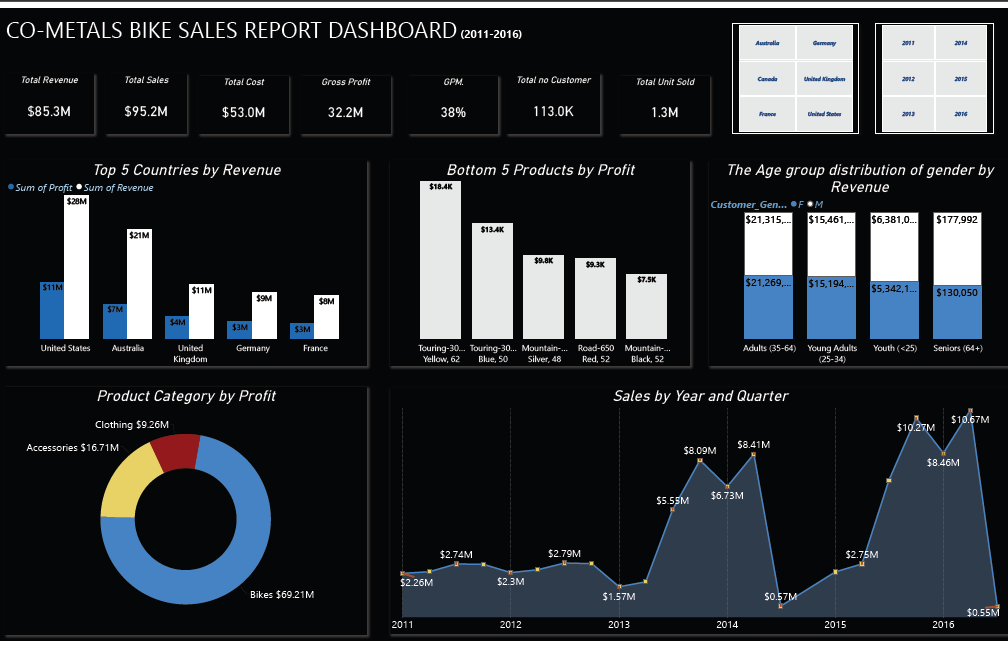 CO-METALS BIKE SALES REPORT DASHBOARD (2011-2016)
Australia Germany
Canada United Kingdom
France United States
2011 2014
2012 2015
2013 2016
Total Revenue
$85.3M
Total Sales
$95.2M
Total Cost
$53.0M
Gross Profit
32.2M
GPM.
38%
Total no Customer
113.0K
Total Unit Sold
1.3M
Top 5 Countries by Revenue
Sum of Profit Sum of Revenue
$28M
$21M
$11M
$11M
$9M
$8M
$7M
$4M
$3M
$3M
United States
Australia
United
Kingdom
Germany
France
Bottom 5 Products by Profit
$18.4K
$13.4K
$9.8K
$9.3K
$7.5K
Touring-30...
Yellow, 62
Touring-30...
Blue, 50
Mountain-...
Silver, 48
Road-650
Red, 52
Mountain-...
Black, 52
The Age group distribution of gender by
Revenue
Customer_Gen... F M
$21,315,... $15,461,... $6,381,0... $177,992
$21,269,... $15,194,... $5,342,1... $130,050
Adults (35-64)
Young Adults
(25-34)
Youth (<25)
Seniors (64+)
Product Category by Profit
Clothing $9.26M
Accessories $16.71M
Bikes $69.21M
Sales by Year and Quarter
$2.26M
$2.74M
$2.3M
$2.79M
$1.57M
$5.55M
$8.09M
$6.73M
$8.41M
$0.57M
$2.75M
$10.27M
$8.46M
$10.67M
$0.55M
2011 2012 2013 2014 2015 2016